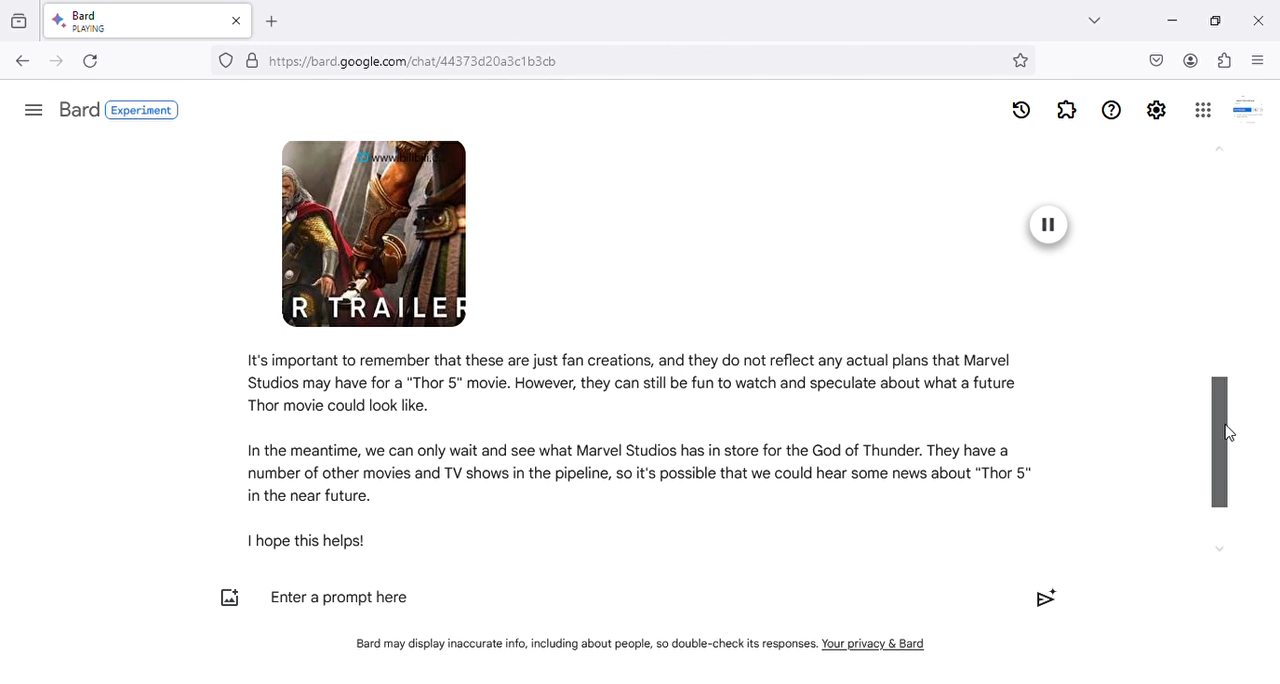 Bard
PLAYING
https://bard.google.com/chat/44373d20a3c1b3cb
Bard Experiment
R TRAILER
It's important to remember that these are just fan creations, and they do not reflect any actual plans that Marvel
Studios may have for a "Thor 5" movie. However, they can still be fun to watch and speculate about what a future
Thor movie could look like.
In the meantime, we can only wait and see what Marvel Studios has in store for the God of Thunder. They have a
number of other movies and TV shows in the pipeline, so it's possible that we could hear some news about "Thor 5"
in the near future.
I hope this helps!
Enter a prompt here
Bard may display inaccurate info, including about people, so double-check its responses. Your privacy & Bard